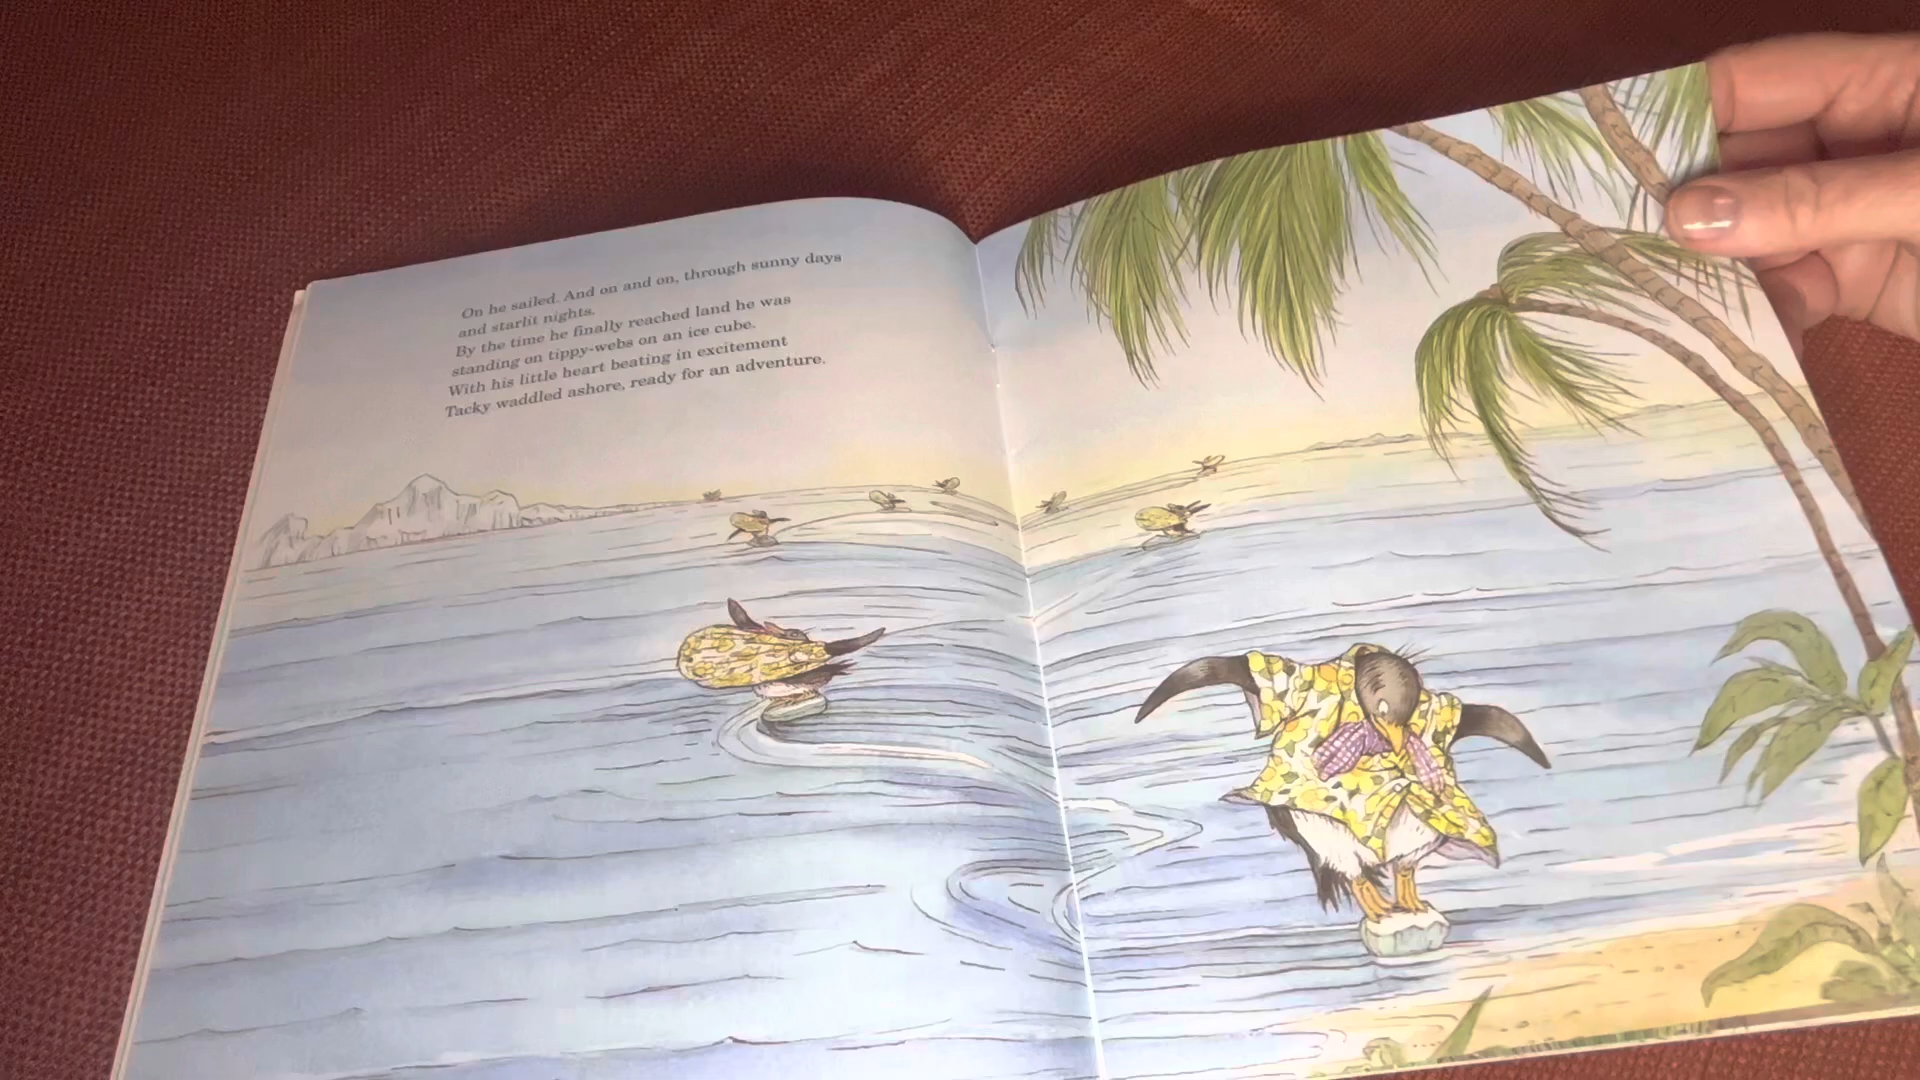 On he sailed. And on and on, through sunny days
and starlit nights.
By the time he finally reached land he was
standing on tippy-webs on an ice cube.
With his little heart beating in excitement
Tacky waddled ashore, ready for an adventure.